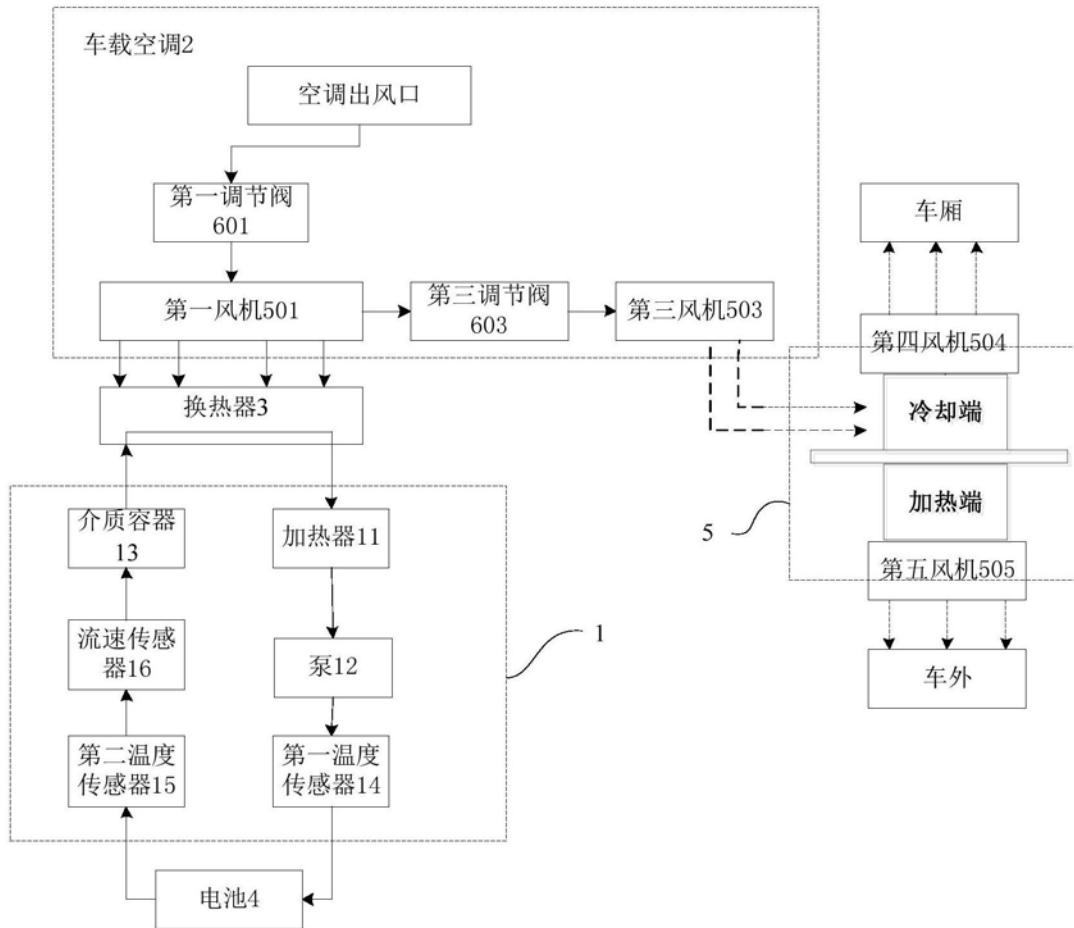 车载空调2
空调出风口
第一调节阀
601
车厢
第一风机501
第三调节阀
603
第三风机503
第四风机504
换热器3
冷却端
加热端
介质容器
13
加热器11
5
第五风机505
流速传感
器16
泵12
1
车外
第二温度
传感器15
第一温度
传感器14
电池4